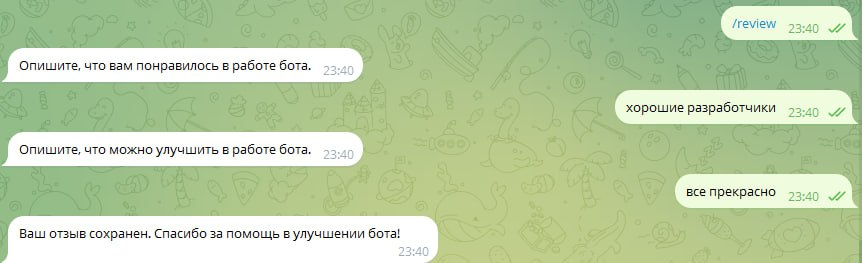 /review 23:40
Опишите, что вам понравилось в работе бота. 23:40
хорошие разработчики 23:40
Опишите, что можно улучшить в работе бота. 23:40
все прекрасно 23:40
Ваш отзыв сохранен. Спасибо за помощь в улучшении бота!
23:40